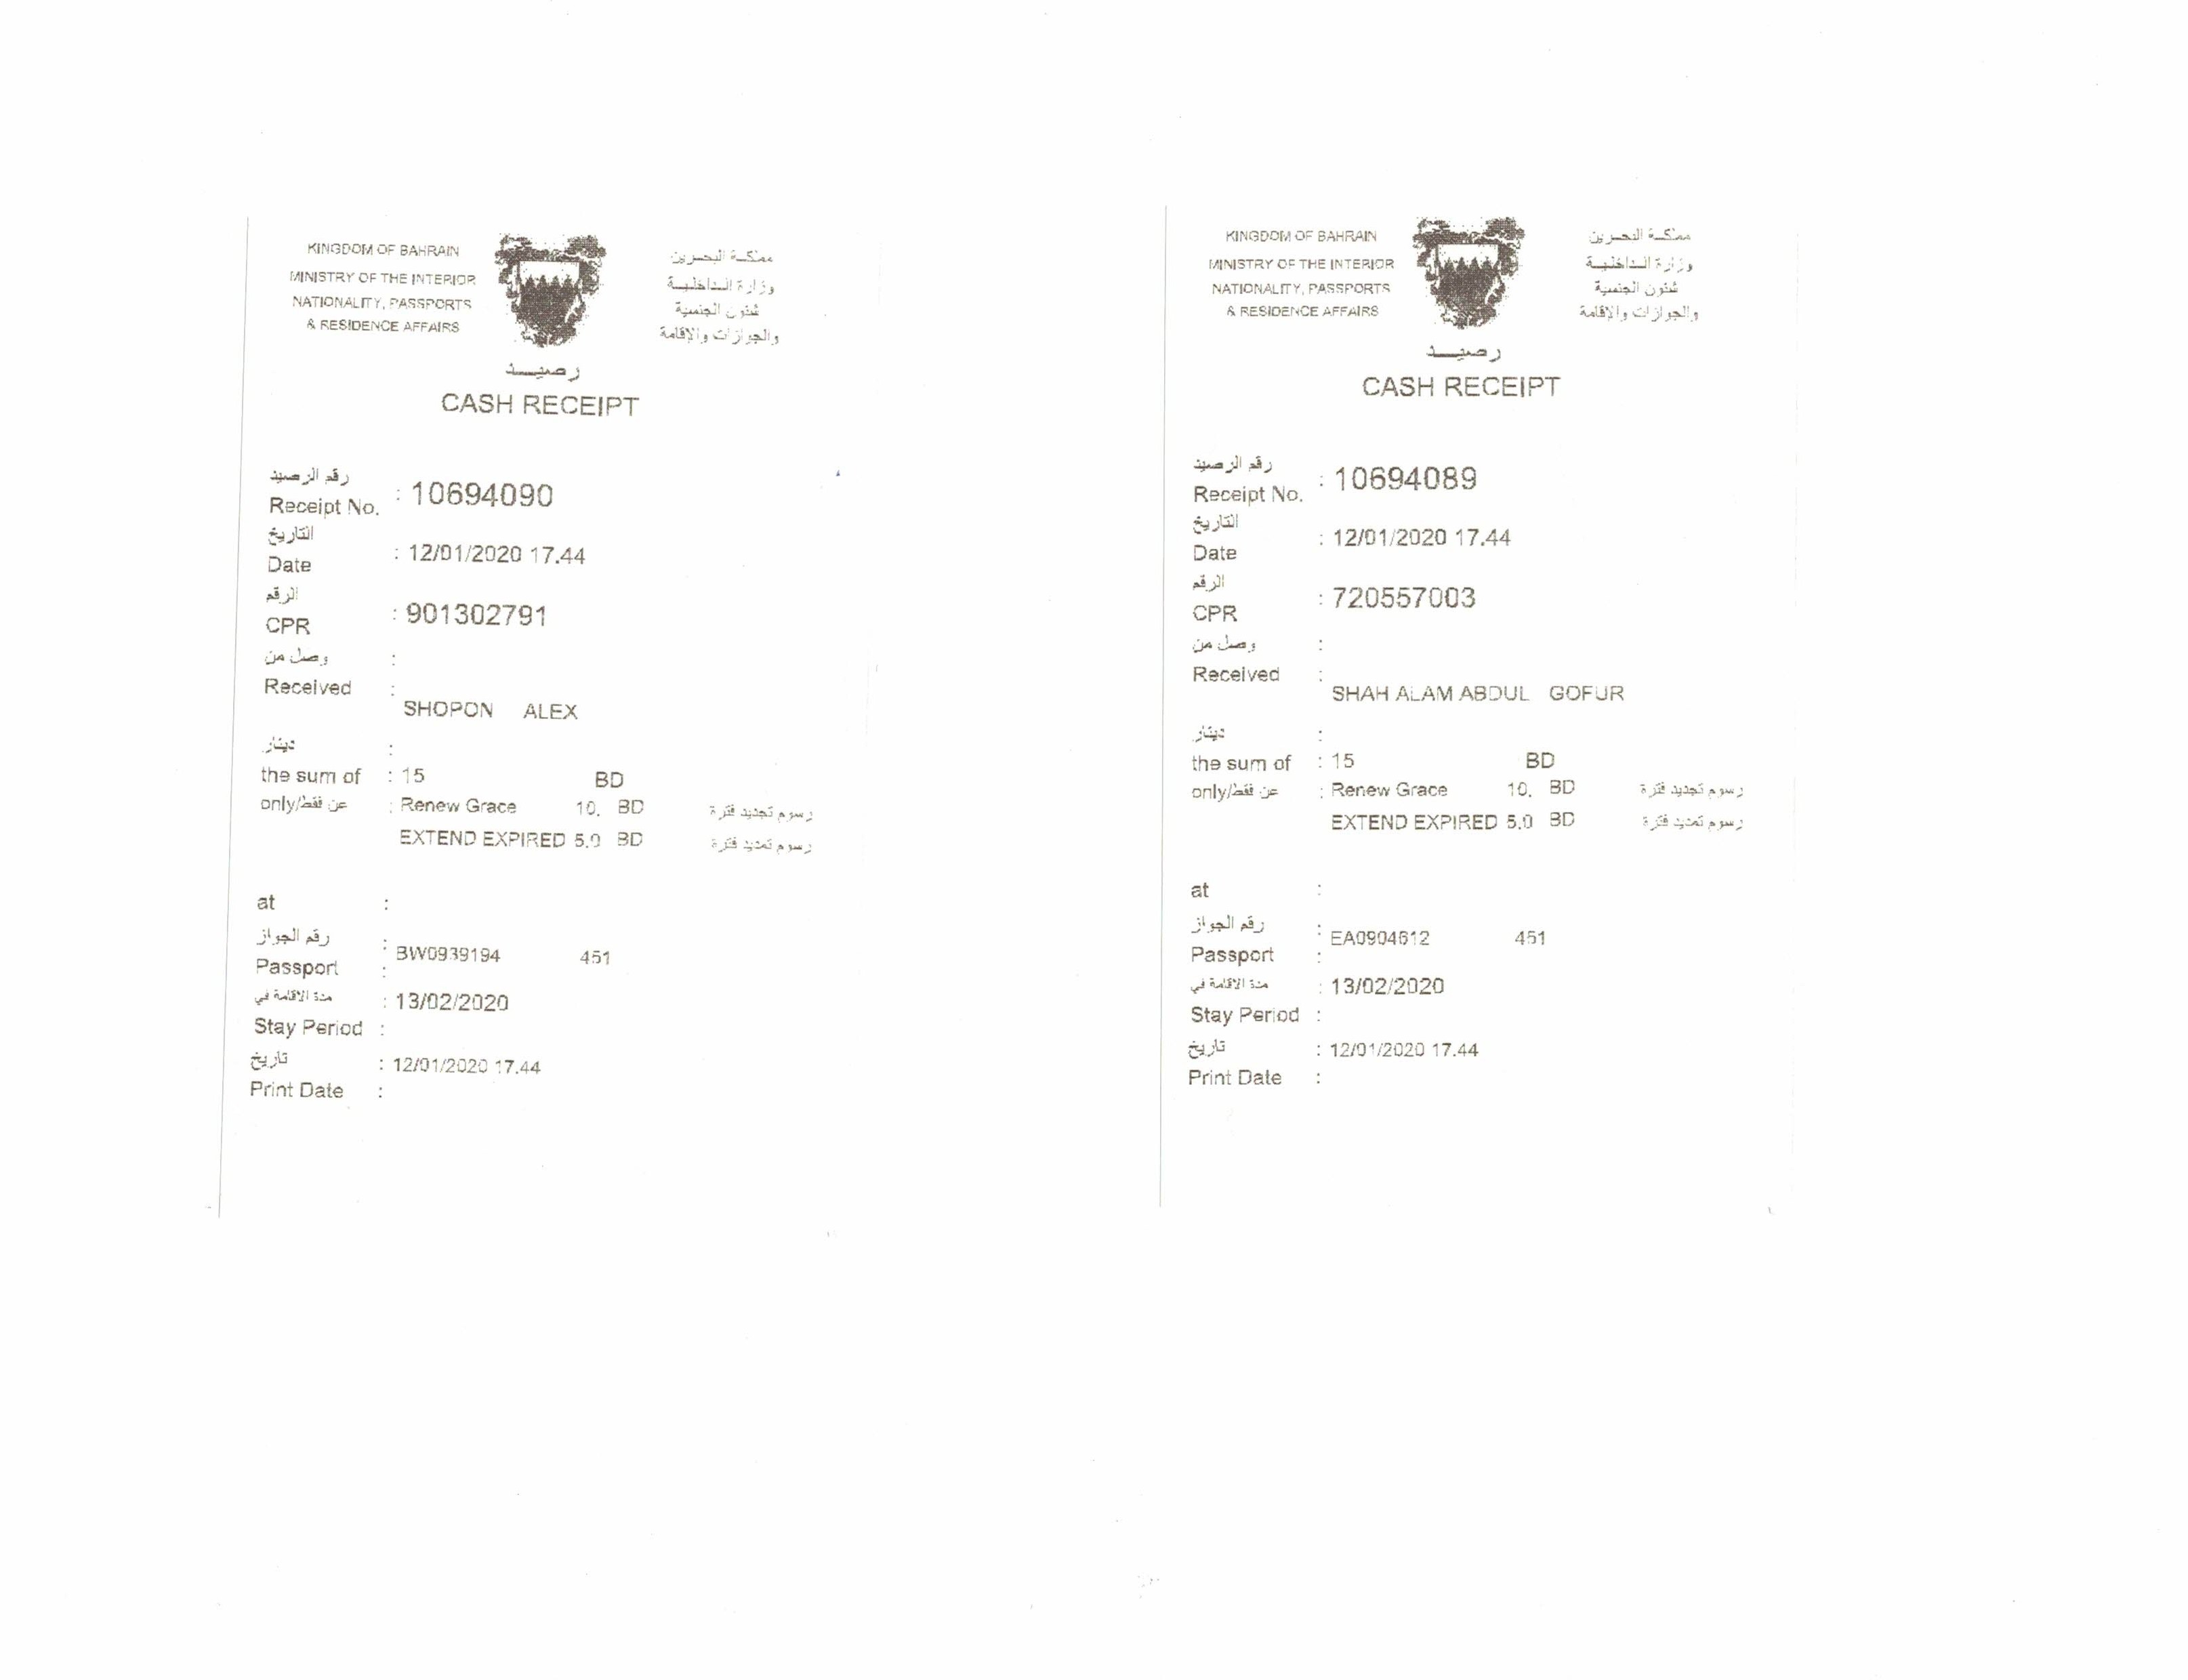 KINGDOM OF BAHRAIN
MINISTRY OF THE INTERIOR
NATIONALITY, PASSPORTS
& RESIDENCE AFFAIRS
مملكـة البحـرين
وزارة الـداخليـة
شئون الجنسية
والجوازات والإقامة
رصيـــد
CASH RECEIPT
رقم الرصيد
Receipt No. : 10694090
التاريخ
Date : 12/01/2020 17.44
الرقم
CPR : 901302791
وصل من :
Received :
SHOPON ALEX
دينار :
the sum of : 15 BD
only/عن فقط : Renew Grace 10. BD رسوم تجديد فترة
EXTEND EXPIRED 5.0 BD رسوم تمديد فترة
at :
رقم الجواز :
BW0939194 451
Passport :
مدة الاقامة في : 13/02/2020
Stay Period :
تاريخ : 12/01/2020 17.44
Print Date :
KINGDOM OF BAHRAIN
MINISTRY OF THE INTERIOR
NATIONALITY, PASSPORTS
& RESIDENCE AFFAIRS
مملكـة البحـرين
وزارة الـداخليـة
شئون الجنسية
والجوازات والإقامة
رصيـــد
CASH RECEIPT
رقم الرصيد
Receipt No. : 10694089
التاريخ
Date : 12/01/2020 17.44
الرقم
CPR : 720557003
وصل من :
Received :
SHAH ALAM ABDUL GOFUR
دينار :
the sum of : 15 BD
only/عن فقط : Renew Grace 10. BD رسوم تجديد فترة
EXTEND EXPIRED 5.0 BD رسوم تمديد فترة
at :
رقم الجواز :
EA0904612 451
Passport :
مدة الاقامة في : 13/02/2020
Stay Period :
تاريخ : 12/01/2020 17.44
Print Date :